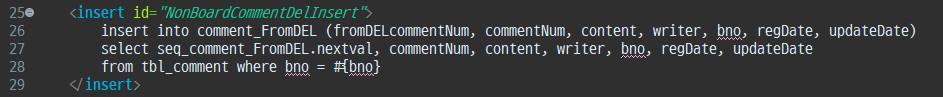 25 <insert id="NonBoardCommentDelInsert">
26 insert into comment_FromDEL (fromDELcommentNum, commentNum, content, writer, bno, regDate, updateDate)
27 select seq_comment_FromDEL.nextval, commentNum, content, writer, bno, regDate, updateDate
28 from tbl_comment where bno = #{bno}
29 </insert>